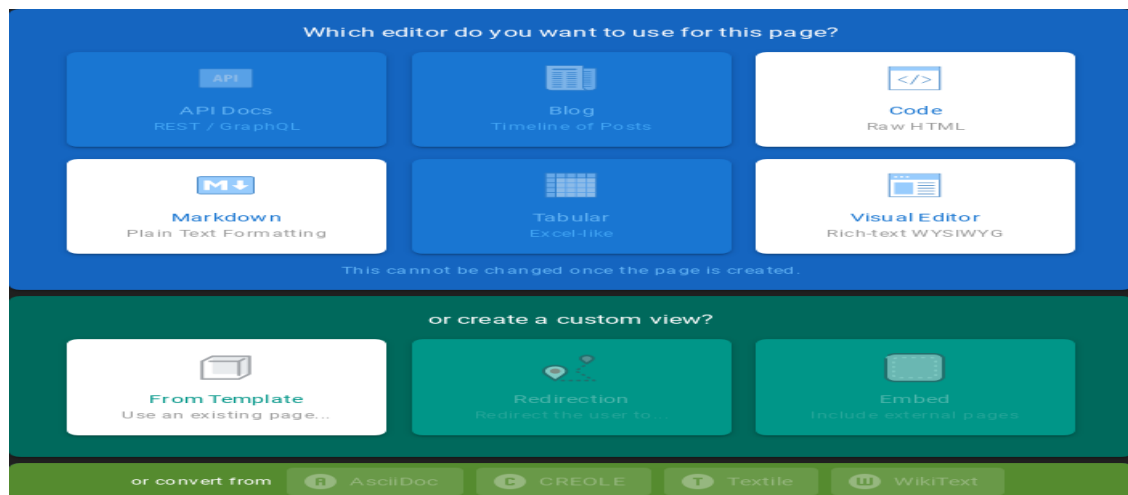 Which editor do you want to use for this page?
API
API Docs
REST / GraphQL
Blog
Timeline of Posts
</>
Code
Raw HTML
M
Markdown
Plain Text Formatting
Tabular
Excel-like
Visual Editor
Rich-text WYSIWYG
This cannot be changed once the page is created.
or create a custom view?
From Template
Use an existing page...
Redirection
Redirect the user to...
Embed
Include external pages
or convert from A AsciiDoc C CREOLE T Textile W WikiText